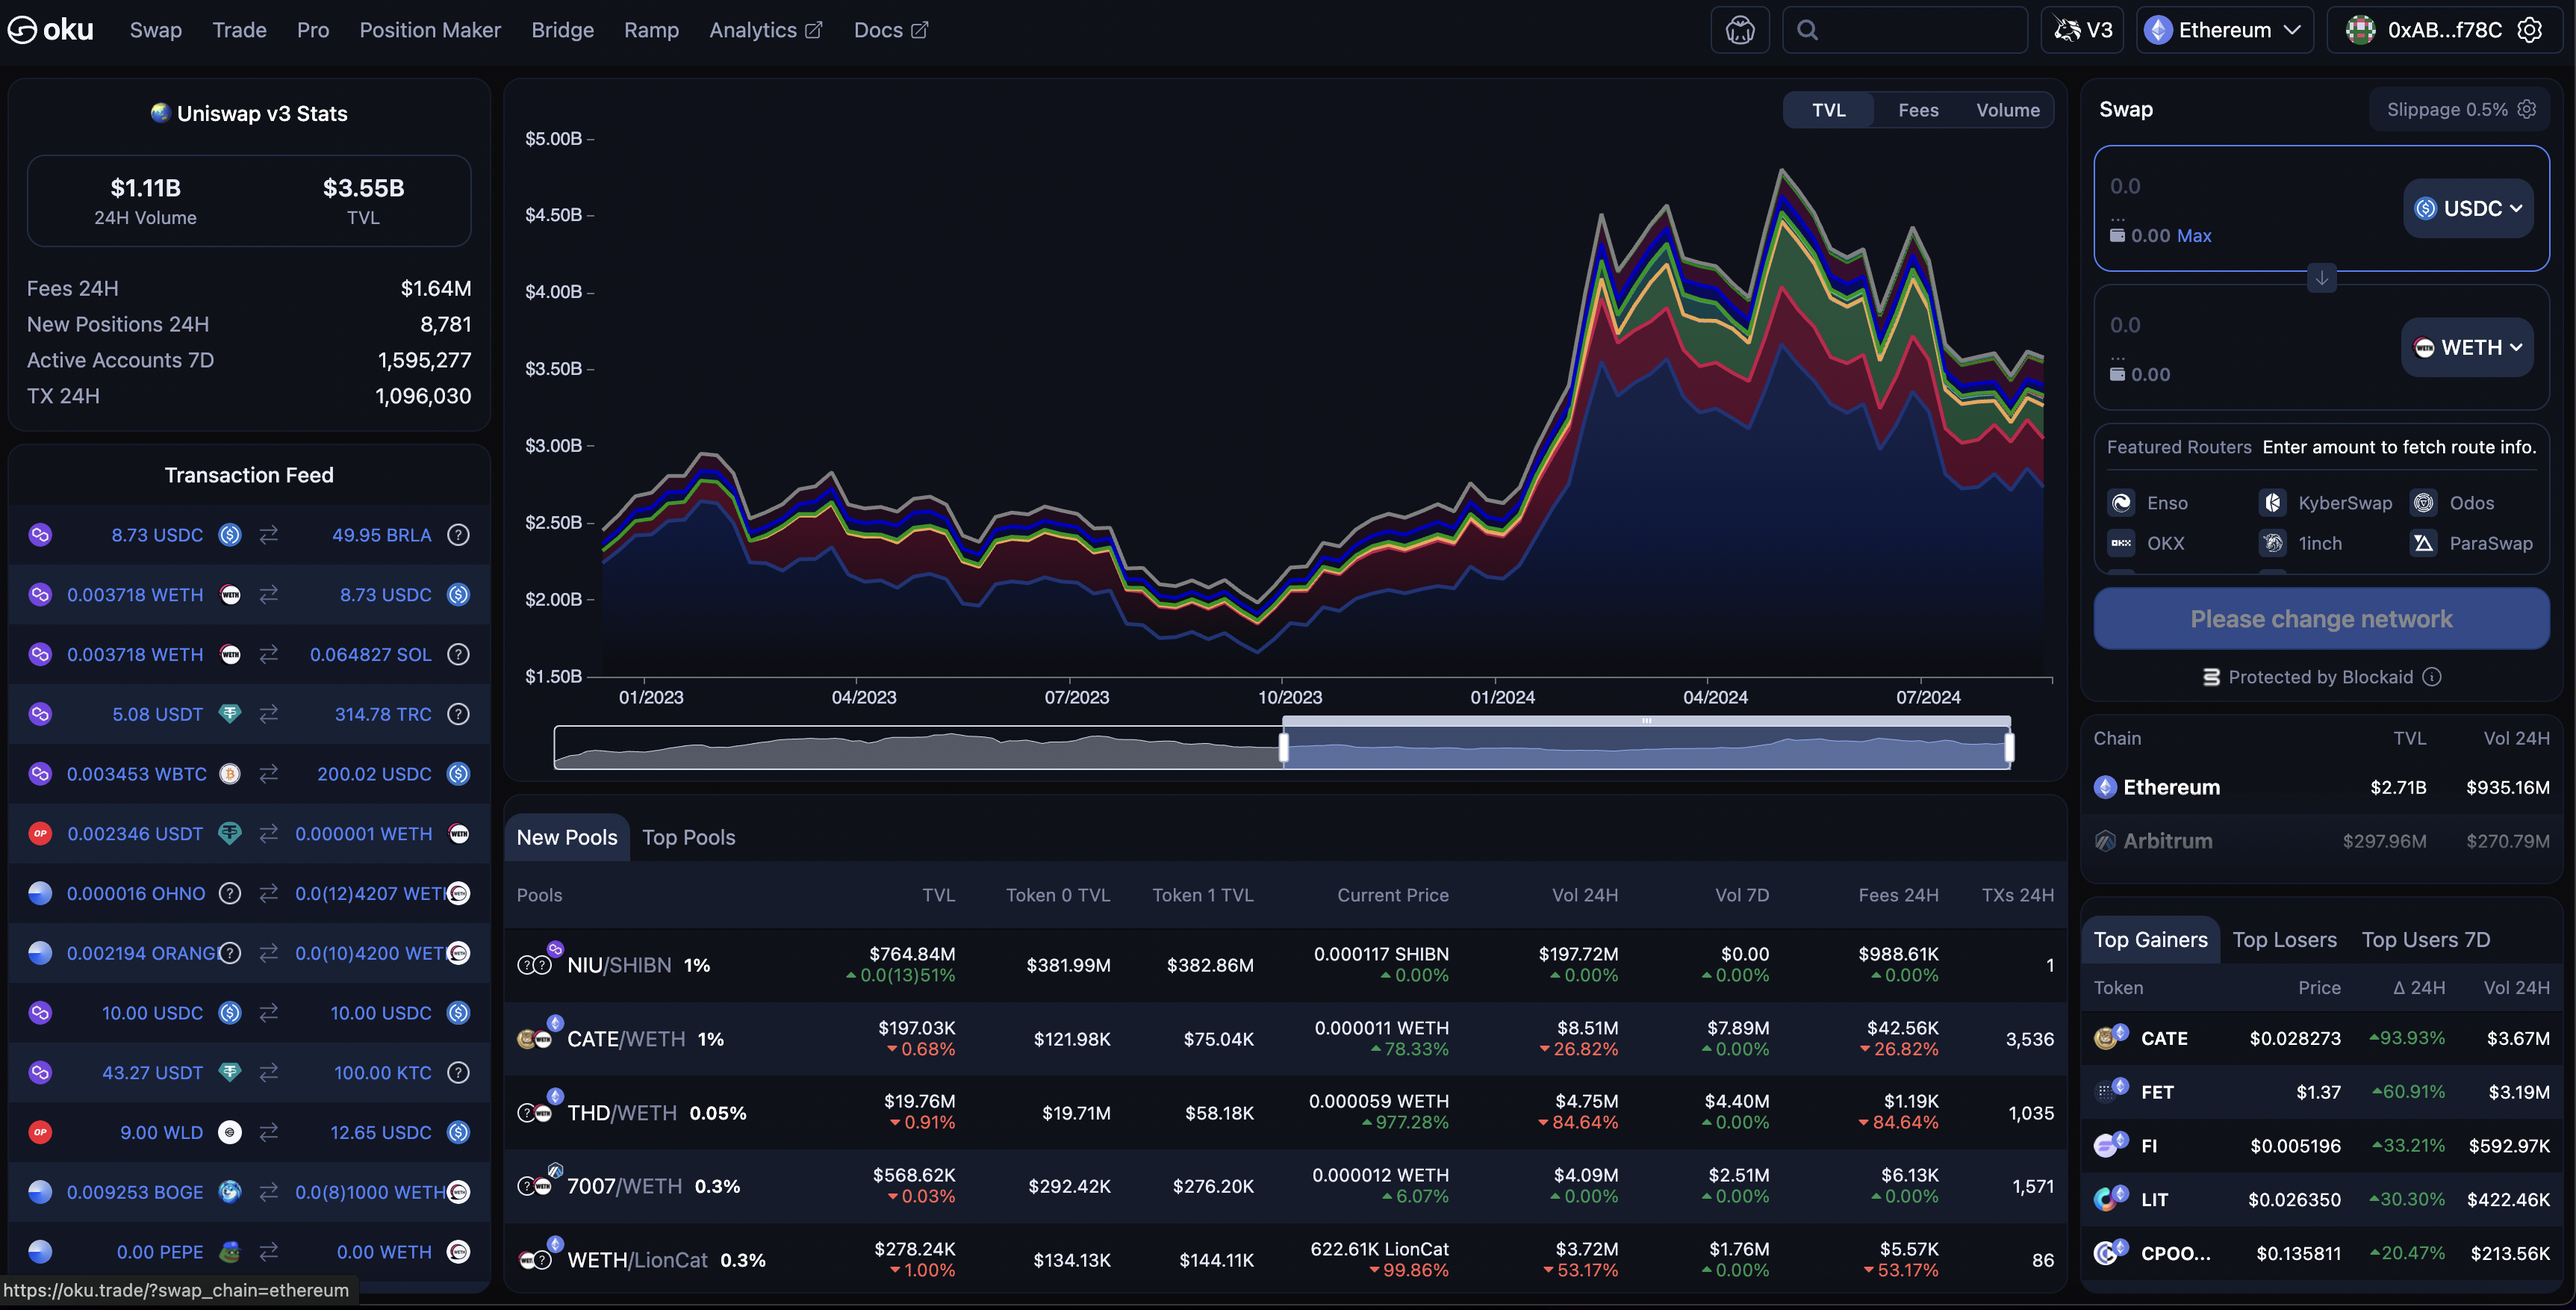 oku Swap Trade Pro Position Maker Bridge Ramp Analytics Docs V3 Ethereum 0xAB...f78C
Uniswap v3 Stats
$1.11B $3.55B
24H Volume TVL
Fees 24H $1.64M
New Positions 24H 8,781
Active Accounts 7D 1,595,277
TX 24H 1,096,030
Transaction Feed
8.73 USDC 49.95 BRLA ?
0.003718 WETH WETH 8.73 USDC
0.003718 WETH WETH 0.064827 SOL ?
5.08 USDT 314.78 TRC ?
0.003453 WBTC 200.02 USDC
OP 0.002346 USDT 0.000001 WETH WETH
0.000016 OHNO ? 0.0(12)4207 WETH
0.002194 ORANG ? 0.0(10)4200 WET
10.00 USDC 10.00 USDC
43.27 USDT 100.00 KTC ?
OP 9.00 WLD 12.65 USDC
0.009253 BOGE 0.0(8)1000 WETH
0.00 PEPE 0.00 WETH
https://oku.trade/?swap_chain=ethereum
TVL Fees Volume
$5.00B
$4.50B
$4.00B
$3.50B
$3.00B
$2.50B
$2.00B
$1.50B
01/2023 04/2023 07/2023 10/2023 01/2024 04/2024 07/2024
New Pools Top Pools
Pools TVL Token 0 TVL Token 1 TVL Current Price Vol 24H Vol 7D Fees 24H TXs 24H
?? NIU/SHIBN 1% $764.84M $381.99M $382.86M 0.000117 SHIBN $197.72M $0.00 $988.61K 1
0.0(13)51% 0.00% 0.00% 0.00% 0.00%
CATE/WETH 1% $197.03K $121.98K $75.04K 0.000011 WETH $8.51M $7.89M $42.56K 3,536
0.68% 78.33% 26.82% 0.00% 26.82%
? THD/WETH 0.05% $19.76M $19.71M $58.18K 0.000059 WETH $4.75M $4.40M $1.19K 1,035
0.91% 977.28% 84.64% 0.00% 84.64%
? 7007/WETH 0.3% $568.62K $292.42K $276.20K 0.000012 WETH $4.09M $2.51M $6.13K 1,571
0.03% 6.07% 0.00% 0.00% 0.00%
? WETH/LionCat 0.3% $278.24K $134.13K $144.11K 622.61K LionCat $3.72M $1.76M $5.57K 86
1.00% 99.86% 53.17% 0.00% 53.17%
Swap Slippage 0.5%
0.0
...
0.00 Max
USDC
0.0
...
0.00
WETH WETH
Featured Routers Enter amount to fetch route info.
Enso KyberSwap Odos
OKX OKX 1inch ParaSwap
Please change network
Protected by Blockaid
Chain TVL Vol 24H
Ethereum $2.71B $935.16M
Arbitrum $297.96M $270.79M
Top Gainers Top Losers Top Users 7D
Token Price Δ 24H Vol 24H
CATE $0.028273 93.93% $3.67M
FET $1.37 60.91% $3.19M
FI $0.005196 33.21% $592.97K
LIT $0.026350 30.30% $422.46K
CPOO... $0.135811 20.47% $213.56K